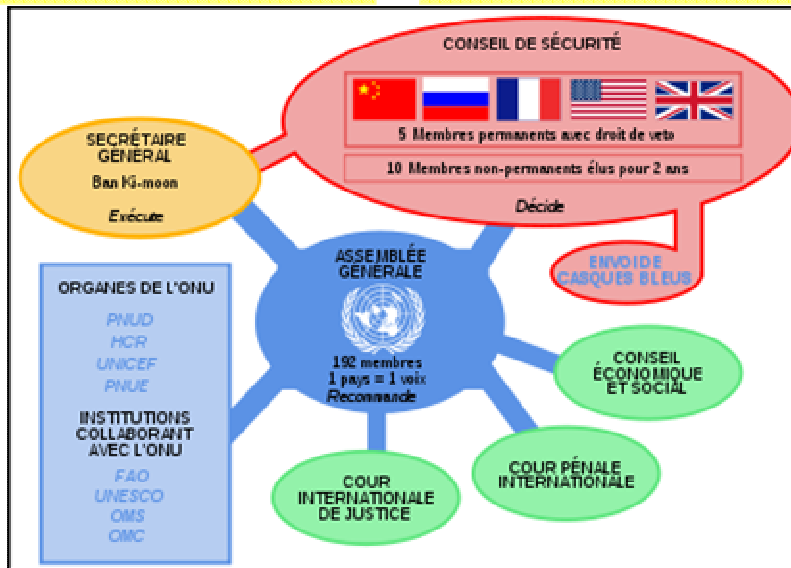 CONSEIL DE SÉCURITÉ
5 Membres permanents avec droit de veto
10 Membres non-permanents élus pour 2 ans
Décide
SECRÉTAIRE
GÉNÉRAL
Ban Ki-moon
Exécute
ENVOI DE
CASQUES BLEUS
ASSEMBLÉE
GÉNÉRALE
192 membres
1 pays = 1 voix
Recommande
ORGANES DE L'ONU
PNUD
HCR
UNICEF
PNUE
INSTITUTIONS
COLLABORANT
AVEC L'ONU
FAO
UNESCO
OMS
OMC
CONSEIL
ÉCONOMIQUE
ET SOCIAL
COUR PÉNALE
INTERNATIONALE
COUR
INTERNATIONALE
DE JUSTICE